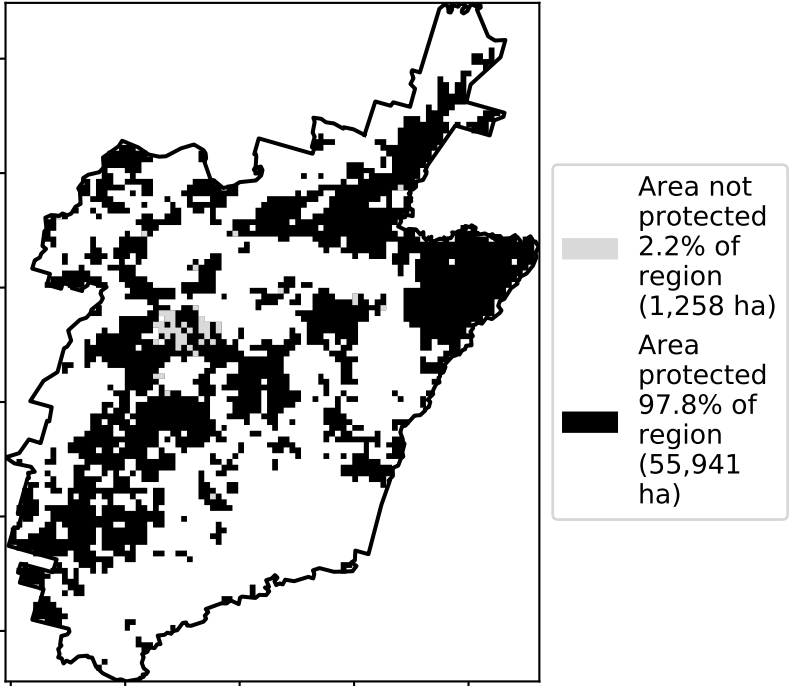 Area not
protected
2.2% of
region
(1,258 ha)
Area
protected
97.8% of
region
(55,941
ha)